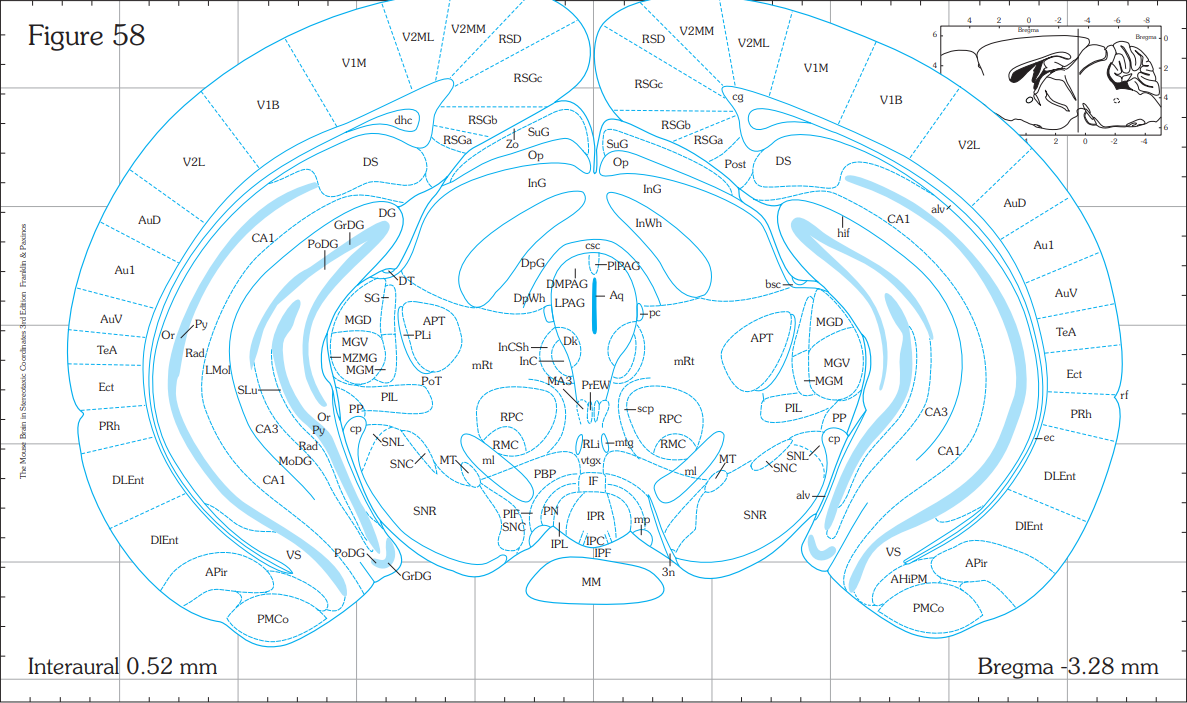 Figure 58
V2ML
V2MM
RSD
RSD
V2MM
V2ML
V1M
RSGc
RSGc
V1M
V1B
V1B
cg
dhc
RSGb
RSGb
RSGa
Zo
SuG
SuG
RSGa
V2L
DS
Op
Op
Post
DS
V2L
InG
InG
AuD
DG
GrDG
PoDG
InWh
hif
CA1
alv
AuD
CA1
csc
Au1
Au1
DpG
PlPAG
DT
DMPAG
bsc
SG
DpWh
LPAG
Aq
AuV
AuV
MGD
APT
pc
MGD
Or
Py
PLi
APT
TeA
TeA
MGV
InCSh
Dk
Rad
MZMG
InC
mRt
mRt
MGV
LMol
MGM
Ect
Ect
SLu
PoT
MA3
PrEW
MGM
PIL
PIL
rf
PRh
PRh
Or
PP
RPC
scp
RPC
PP
CA3
CA3
Py
cp
cp
ec
Rad
SNL
RMC
RLi
mtg
RMC
SNL
CA1
MoDG
SNC
MT
ml
vtgx
MT
SNC
DLEnt
CA1
PBP
IF
ml
DLEnt
alv
SNR
PIF
PN
IPR
mp
SNR
SNC
DIEnt
DIEnt
IPL
IPC
IPF
VS
PoDG
VS
APir
GrDG
MM
3n
AHiPM
APir
PMCo
PMCo
Interaural 0.52 mm
Bregma -3.28 mm
The Mouse Brain in Stereotaxic Coordinates 3rd Edition Franklin & Paxinos
4
2
0
-2
-4
-6
-8
Bregma
Bregma
6
4
0
2
4
6
2
0
-2
-4